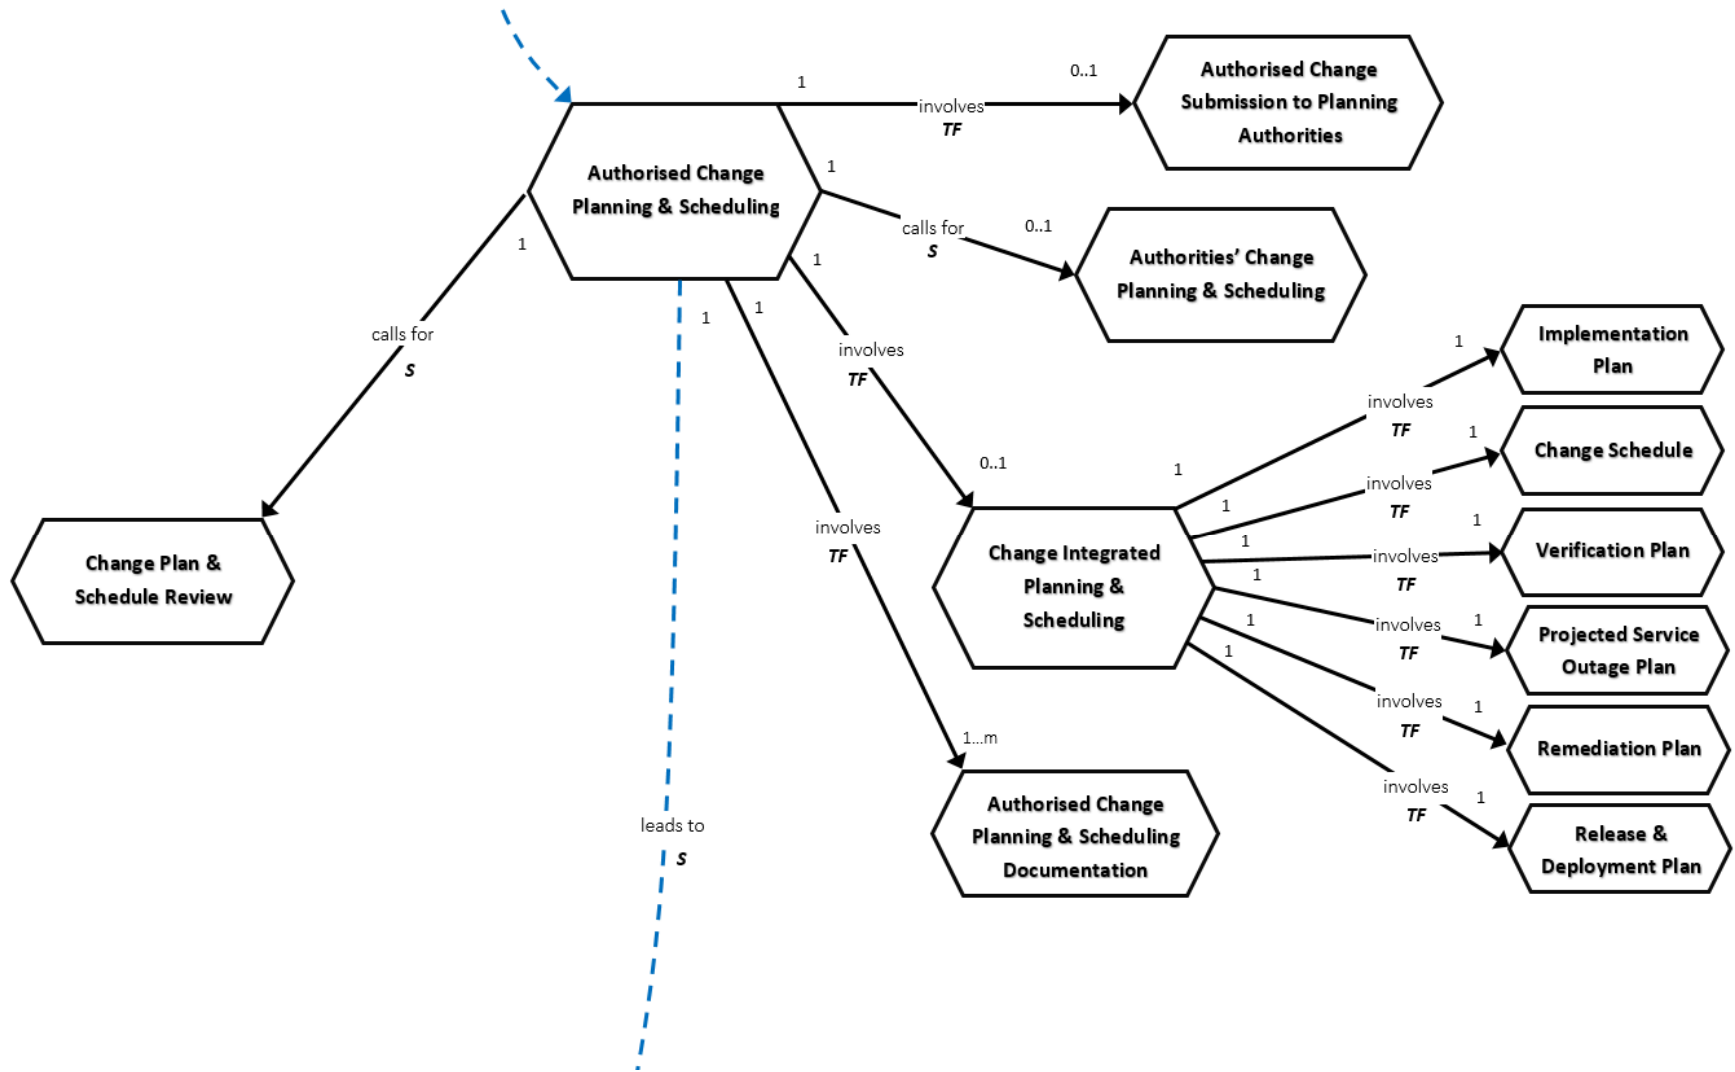 1
0..1
involves
TF
Authorised Change
Submission to Planning
Authorities
Authorised Change
Planning & Scheduling
1
calls for
S
0..1
Authorities’ Change
Planning & Scheduling
1
calls for
S
Change Plan &
Schedule Review
1
leads to
S
1
involves
TF
1...m
Authorised Change
Planning & Scheduling
Documentation
1
involves
TF
0..1
Change Integrated
Planning &
Scheduling
1
involves
TF
1
Implementation
Plan
1
involves
TF
1
Change Schedule
1
involves
TF
1
Verification Plan
1
involves
TF
1
Projected Service
Outage Plan
1
involves
TF
1
Remediation Plan
1
involves
TF
1
Release &
Deployment Plan